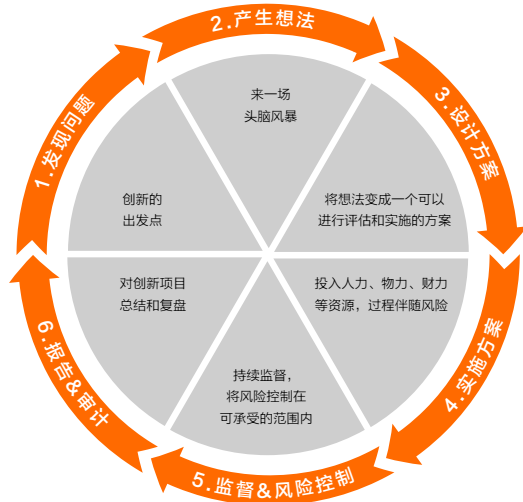 1.发现问题
创新的
出发点
2.产生想法
来一场
头脑风暴
3.设计方案
将想法变成一个可以
进行评估和实施的方案
4.实施方案
投入人力、物力、财力
等资源，过程伴随风险
5.监督&风险控制
持续监督，
将风险控制在
可承受的范围内
6.报告&审计
对创新项目
总结和复盘